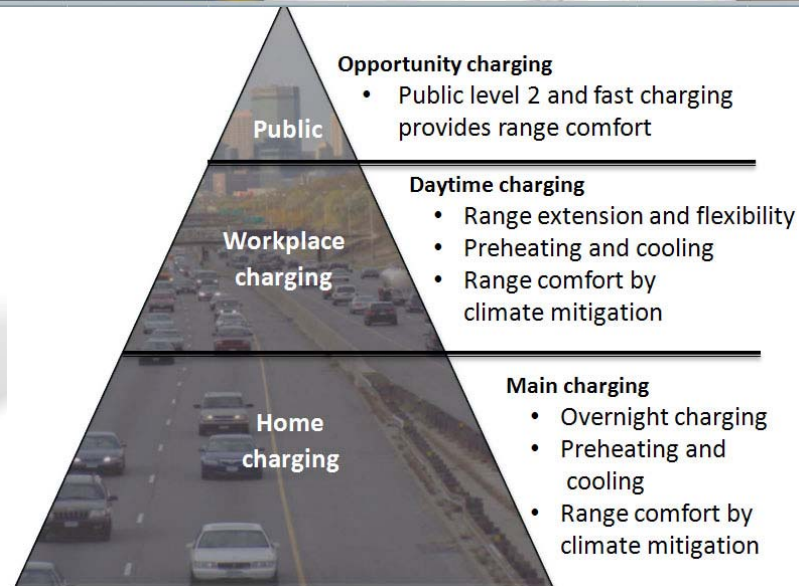 Opportunity charging
• Public level 2 and fast charging
provides range comfort
Public
Daytime charging
• Range extension and flexibility
• Preheating and cooling
• Range comfort by
climate mitigation
Workplace
charging
Main charging
• Overnight charging
• Preheating and
cooling
• Range comfort by
climate mitigation
Home
charging